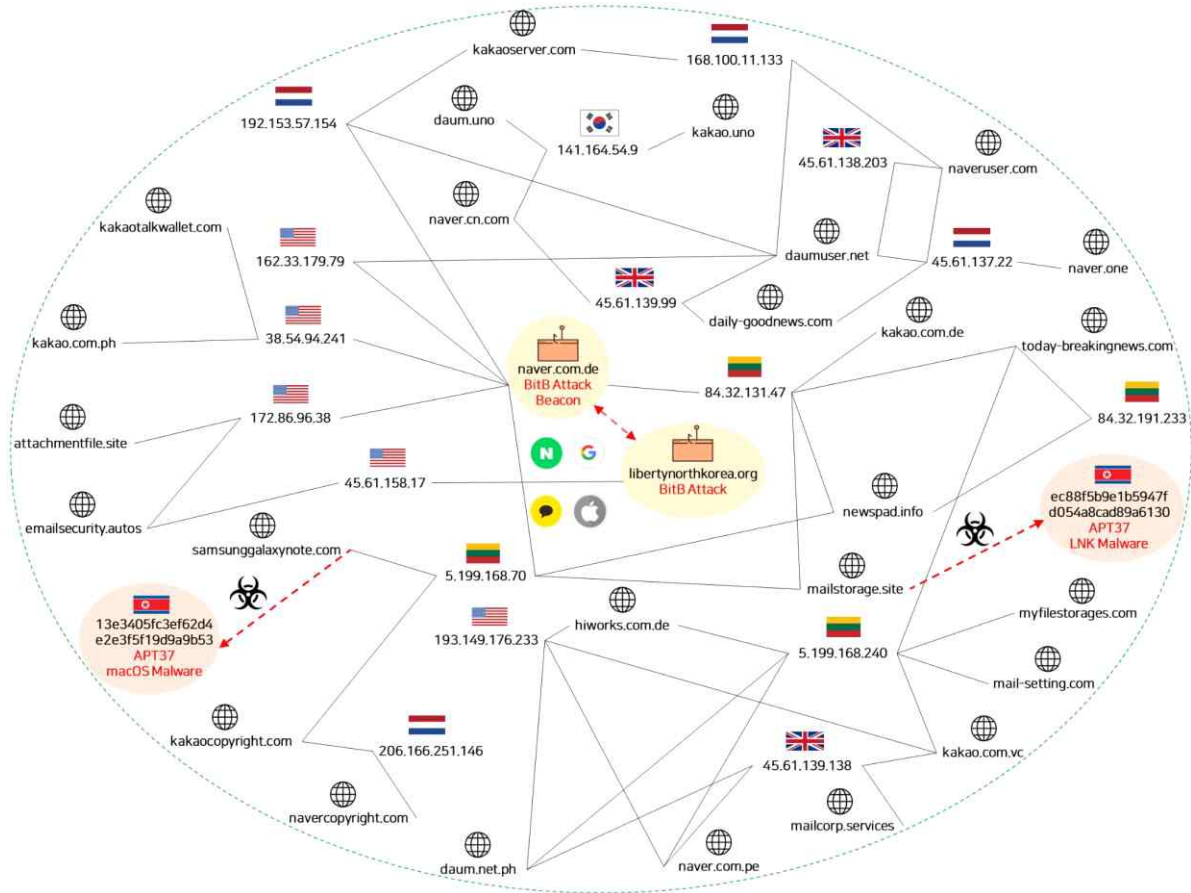 kakaoserver.com
168.100.11.133
192.153.57.154
daum.uno
141.164.54.9
kakao.uno
45.61.138.203
naveruser.com
kakaotalkwallet.com
naver.cn.com
162.33.179.79
daumuser.net
45.61.137.22
naver.one
45.61.139.99
daily-goodnews.com
kakao.com.ph
38.54.94.241
kakao.com.de
today-breakingnews.com
naver.com.de
BitB Attack
Beacon
84.32.131.47
84.32.191.233
attachmentfile.site
172.86.96.38
N
G
libertynorthkorea.org
BitB Attack
45.61.158.17
emailsecurity.autos
newspad.info
ec88f5b9e1b5947f
d054a8cad89a6130
APT37
LNK Malware
samsunggalaxynote.com
5.199.168.70
mailstorage.site
13e3405fc3ef62d4
e2e3f5f19d9a9b53
APT37
macOS Malware
193.149.176.233
hiworks.com.de
5.199.168.240
myfilestorages.com
mail-setting.com
kakaocopyright.com
206.166.251.146
45.61.139.138
kakao.com.vc
navercopyright.com
mailcorp.services
daum.net.ph
naver.com.pe